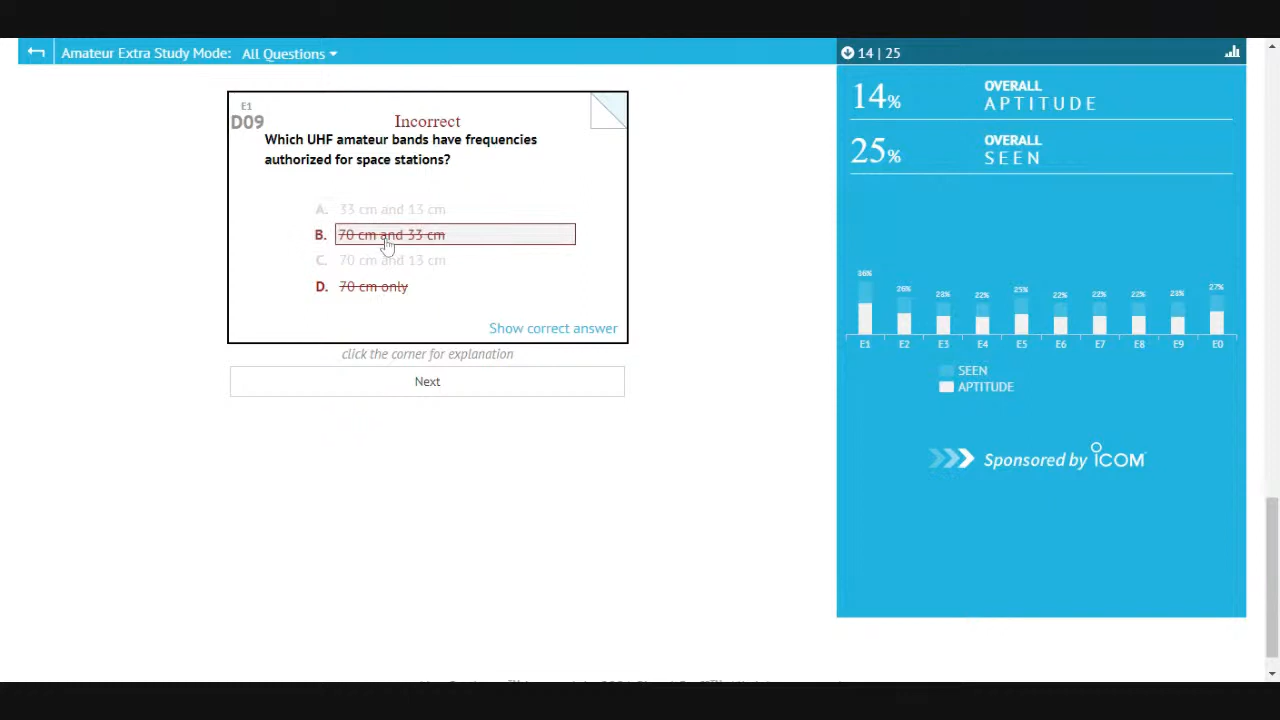 Amateur Extra Study Mode: All Questions
14 | 25
E1
D09
Incorrect
Which UHF amateur bands have frequencies
authorized for space stations?
A. 33 cm and 13 cm
B. 70 cm and 33 cm
C. 70 cm and 13 cm
D. 70 cm only
Show correct answer
click the corner for explanation
Next
14% OVERALL
APTITUDE
25% OVERALL
SEEN
36% 26% 23% 22% 25% 22% 22% 22% 23% 27%
E1 E2 E3 E4 E5 E6 E7 E8 E9 E0
SEEN
APTITUDE
Sponsored by ICOM